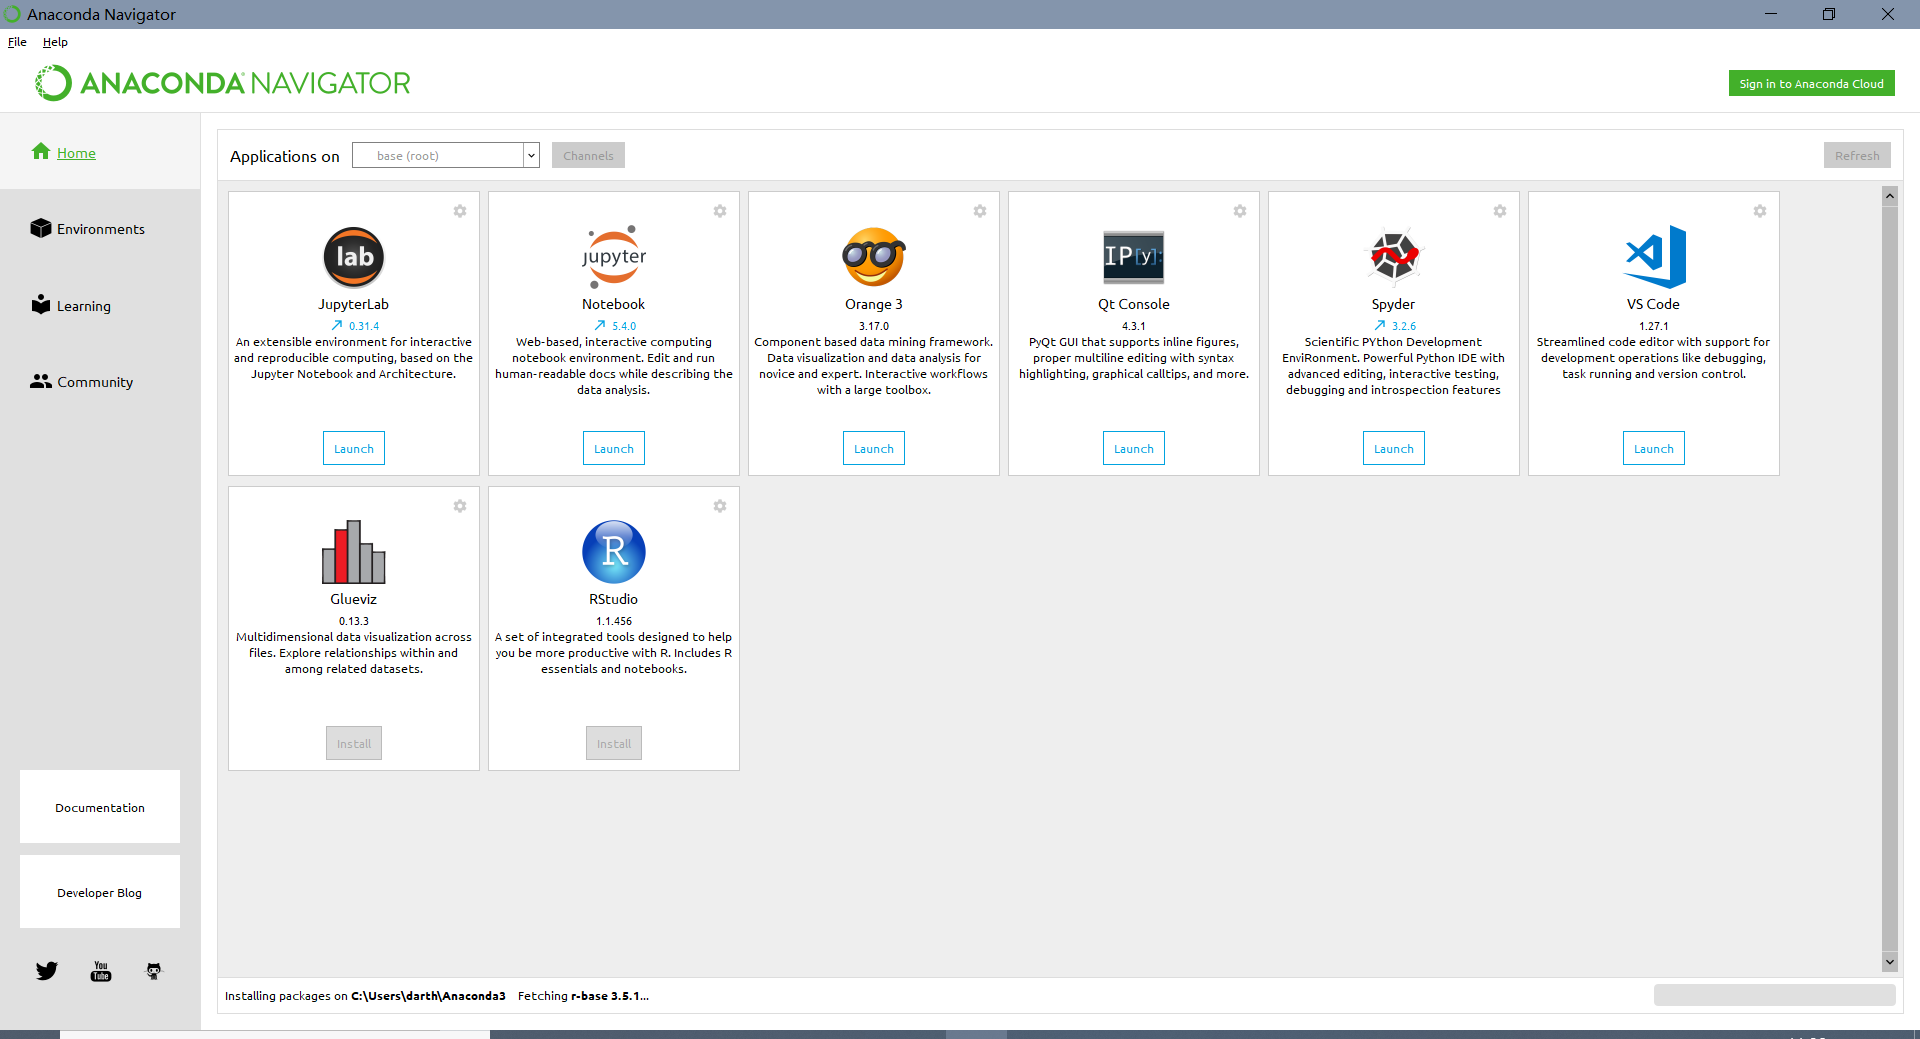 Anaconda Navigator
File Help
ANACONDA NAVIGATOR
Sign in to Anaconda Cloud
Home
Environments
Learning
Community
Documentation
Developer Blog
You
Tube
Applications on base (root) Channels Refresh
lab
JupyterLab
0.31.4
An extensible environment for interactive
and reproducible computing, based on the
Jupyter Notebook and Architecture.
Launch
jupyter
Notebook
5.4.0
Web-based, interactive computing
notebook environment. Edit and run
human-readable docs while describing the
data analysis.
Launch
Orange 3
3.17.0
Component based data mining framework.
Data visualization and data analysis for
novice and expert. Interactive workflows
with a large toolbox.
Launch
IP[y]:
Qt Console
4.3.1
PyQt GUI that supports inline figures,
proper multiline editing with syntax
highlighting, graphical calltips, and more.
Launch
Spyder
3.2.6
Scientific PYthon Development
EnviRonment. Powerful Python IDE with
advanced editing, interactive testing,
debugging and introspection features
Launch
VS Code
1.27.1
Streamlined code editor with support for
development operations like debugging,
task running and version control.
Launch
Glueviz
0.13.3
Multidimensional data visualization across
files. Explore relationships within and
among related datasets.
Install
R
RStudio
1.1.456
A set of integrated tools designed to help
you be more productive with R. Includes R
essentials and notebooks.
Install
Installing packages on C:\Users\darth\Anaconda3 Fetching r-base 3.5.1...